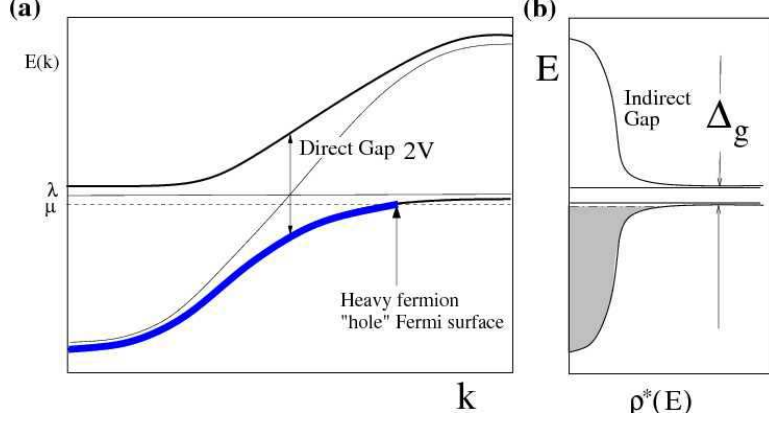 (a)
E(k)
λ
μ
Direct Gap 2V
Heavy fermion
"hole" Fermi surface
k
(b)
E
Indirect
Gap
Δg
ρ*(E)